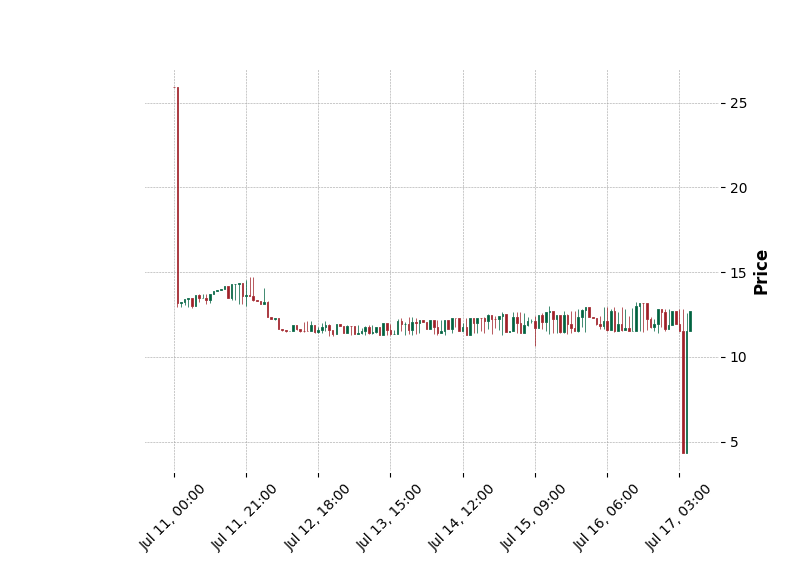 25
20
15
10
5
Price
Jul 11, 00:00
Jul 11, 21:00
Jul 12, 18:00
Jul 13, 15:00
Jul 14, 12:00
Jul 15, 09:00
Jul 16, 06:00
Jul 17, 03:00